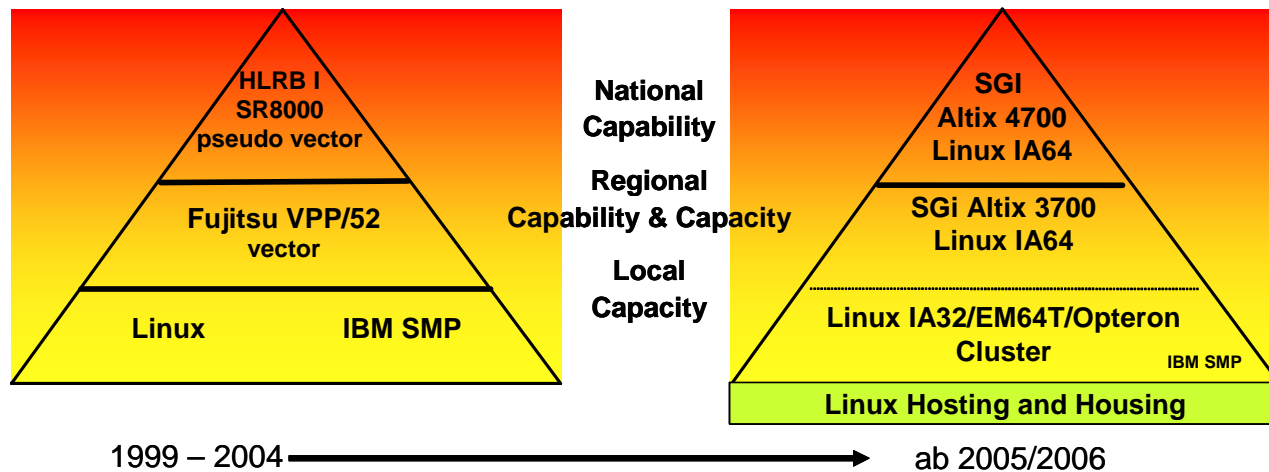 HLRB I
SR8000
pseudo vector
Fujitsu VPP/52
vector
Linux IBM SMP
National
Capability
Regional
Capability & Capacity
Local
Capacity
SGI
Altix 4700
Linux IA64
SGi Altix 3700
Linux IA64
Linux IA32/EM64T/Opteron
Cluster
IBM SMP
Linux Hosting and Housing
1999 – 2004
ab 2005/2006